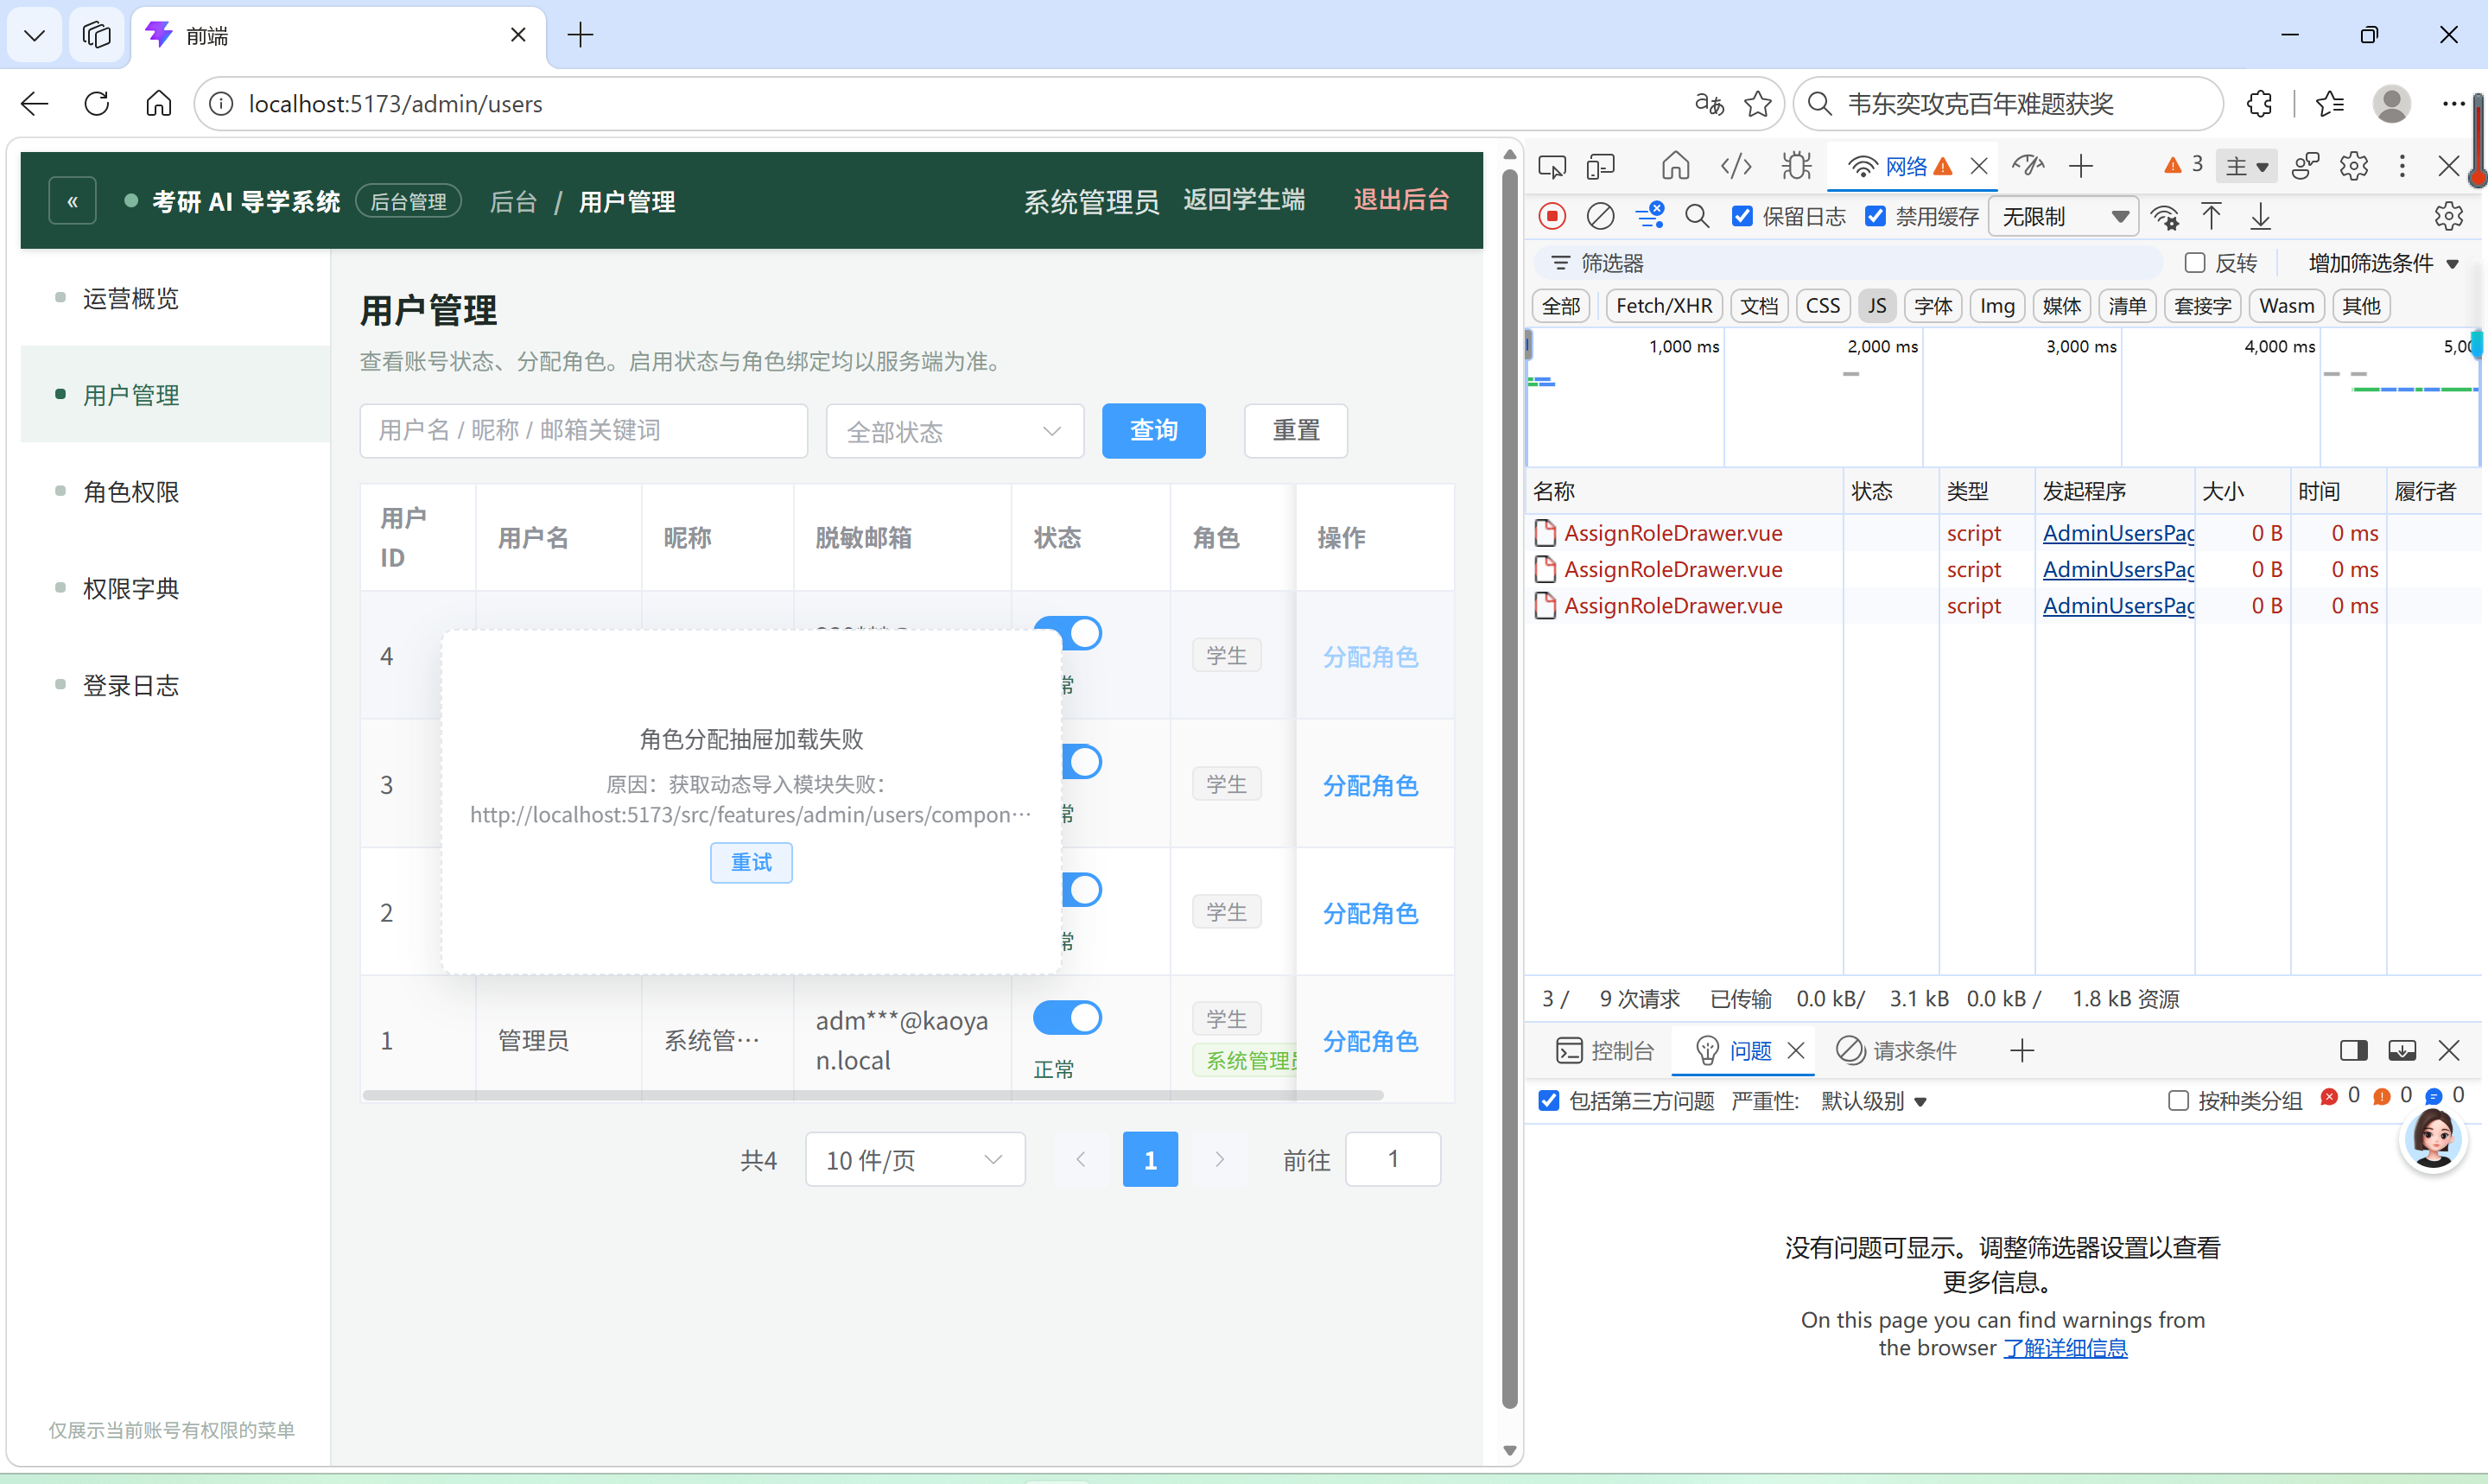 前端
localhost:5173/admin/users
韦东奕攻克百年难题获奖
«
考研 AI 导学系统
后台管理
后台 / 用户管理
系统管理员
返回学生端
退出后台
运营概览
用户管理
角色权限
权限字典
登录日志
仅展示当前账号有权限的菜单
用户管理
查看账号状态、分配角色。启用状态与角色绑定均以服务端为准。
用户名 / 昵称 / 邮箱关键词
全部状态
查询
重置
用户 ID
用户名
昵称
脱敏邮箱
状态
角色
操作
4
常
学生
分配角色
3
常
学生
分配角色
2
常
学生
分配角色
角色分配抽屉加载失败
原因：获取动态导入模块失败：
http://localhost:5173/src/features/admin/users/compon…
重试
1
管理员
系统管…
adm***@kaoya
n.local
正常
学生
系统管理员
分配角色
共4
10 件/页
1
前往
1
网络
3
主
保留日志
禁用缓存
无限制
筛选器
反转
增加筛选条件
全部
Fetch/XHR
文档
CSS
JS
字体
Img
媒体
清单
套接字
Wasm
其他
1,000 ms
2,000 ms
3,000 ms
4,000 ms
5,00
名称
状态
类型
发起程序
大小
时间
履行者
AssignRoleDrawer.vue script AdminUsersPag 0 B 0 ms
AssignRoleDrawer.vue script AdminUsersPag 0 B 0 ms
AssignRoleDrawer.vue script AdminUsersPag 0 B 0 ms
3 / 9 次请求 已传输 0.0 kB/ 3.1 kB 0.0 kB / 1.8 kB 资源
控制台
问题
请求条件
包括第三方问题
严重性:
默认级别
按种类分组
0
0
0
没有问题可显示。调整筛选器设置以查看
更多信息。
On this page you can find warnings from
the browser 了解详细信息